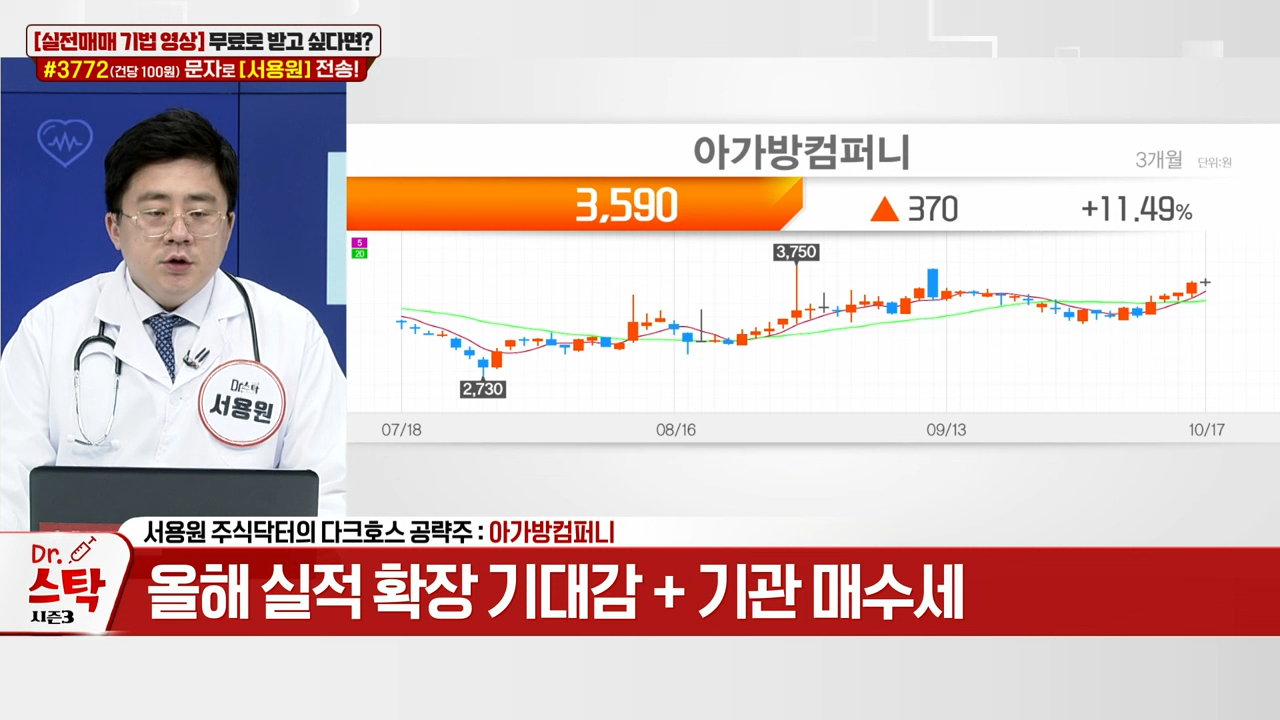 [실전매매 기법 영상] 무료로 받고 싶다면?
#3772(건당 100원) 문자로 [서용원] 전송!
아가방컴퍼니
3개월 단위:원
3,590 ▲ 370 +11.49%
5
20
3,750
2,730
07/18 08/16 09/13 10/17
Dr.스탁
서용원
서용원 주식닥터의 다크호스 공략주 : 아가방컴퍼니
Dr.
스탁
시즌3
올해 실적 확장 기대감 + 기관 매수세